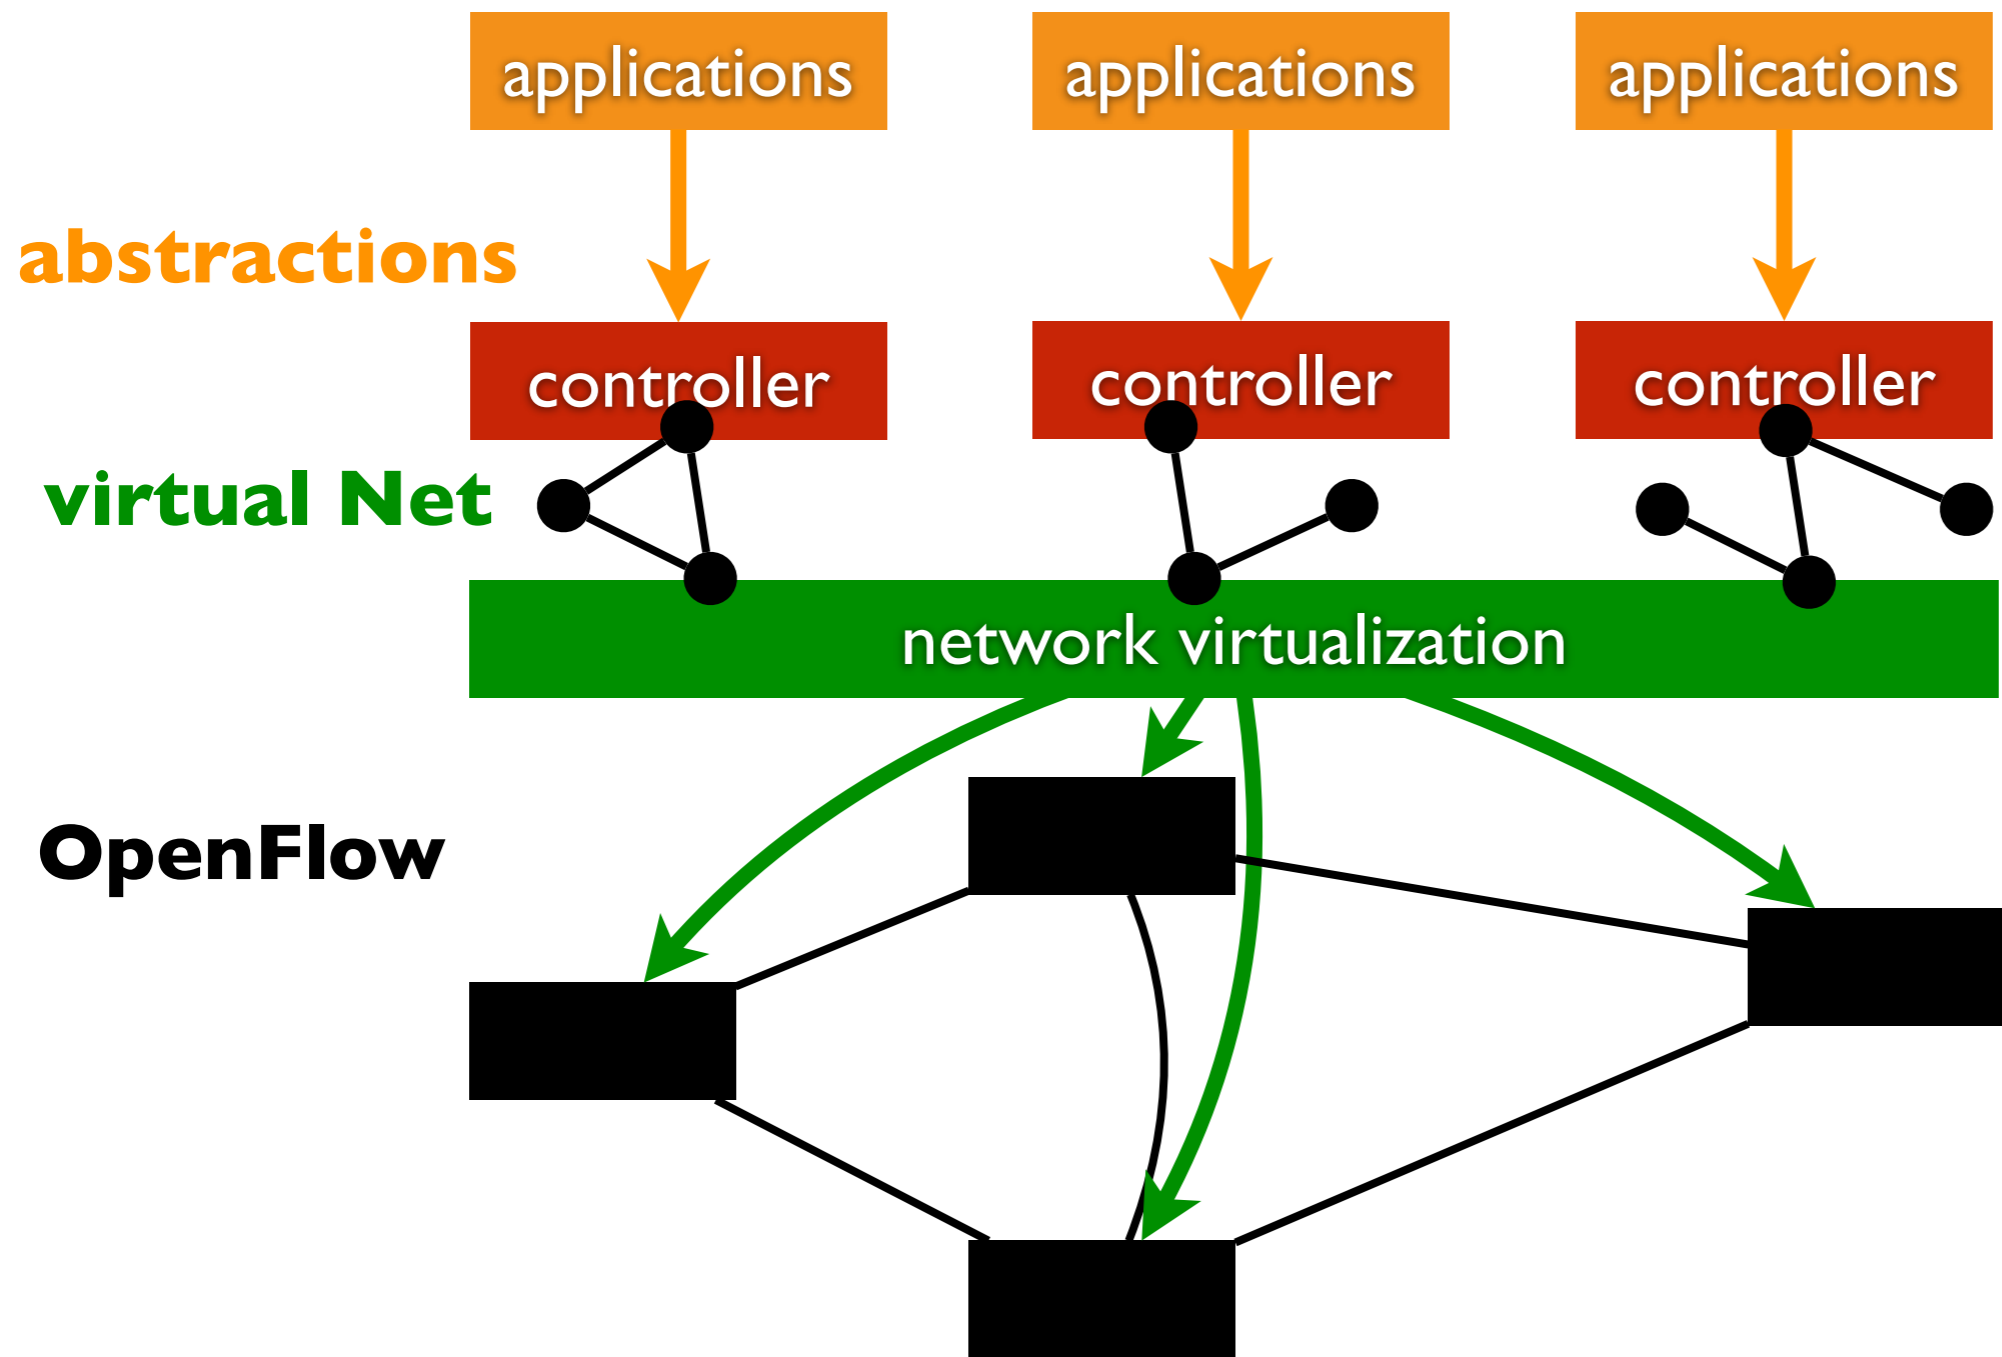 applications
applications
applications
abstractions
controller
controller
controller
virtual Net
network virtualization
OpenFlow